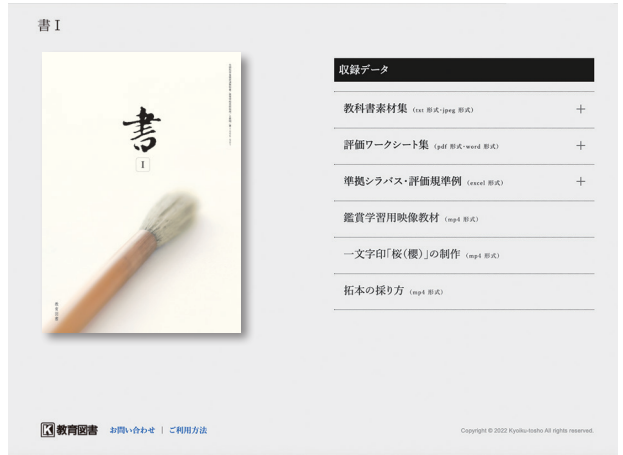 書 I
書
I
収録データ
教科書素材集 (txt 形式・jpeg 形式)
評価ワークシート集 (pdf 形式・word 形式)
準拠シラバス・評価規準例 (excel 形式)
鑑賞学習用映像教材 (mp4 形式)
一文字印「桜(櫻)」の制作 (mp4 形式)
拓本の採り方 (mp4 形式)
教育図書
K 教育図書 お問い合わせ | ご利用方法
Copyright © 2022 Kyoiku-tosho All rights reserved.